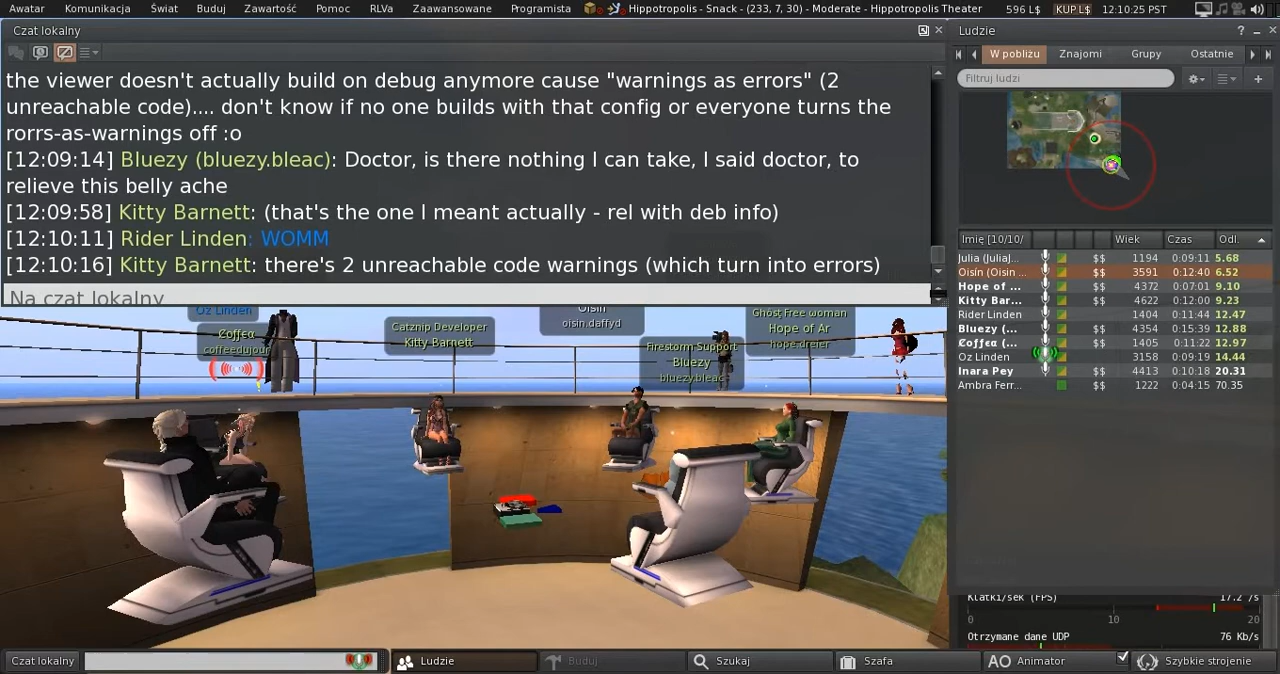 Awatar Komunikacja Świat Buduj Zawartość Pomoc RLVa Zaawansowane Programista Hippotropolis - Snack - (233, 7, 30) - Moderate - Hippotropolis Theater 596 L$ KUP L$ 12:10:25 PST
Czat lokalny
the viewer doesn't actually build on debug anymore cause "warnings as errors" (2
unreachable code).... don't know if no one builds with that config or everyone turns the
rorrs-as-warnings off :o
[12:09:14] Bluezy (bluezy.bleac): Doctor, is there nothing I can take, I said doctor, to
relieve this belly ache
[12:09:58] Kitty Barnett: (that's the one I meant actually - rel with deb info)
[12:10:11] Rider Linden: WOMM
[12:10:16] Kitty Barnett: there's 2 unreachable code warnings (which turn into errors)
Na czat lokalny
Oz Linden
coffeedujour
Catznip Developer
Kitty Barnett
Oisín
oisin.daffyd
Firestorm Support
Bluezy
bluezy.bleac
Ghost Free woman
Hope of Ar
hope.dreier
Ludzie
W pobliżu Znajomi Grupy Ostatnie
Filtruj ludzi
Imię [10/10/ Wiek Czas Odl.
Julia (JuliaJ... $$ 1194 0:09:11 5.68
Oisín (Oisin ... $$ 3591 0:12:40 6.52
Hope of ... $$ 4372 0:07:01 9.10
Kitty Bar... $$ 4622 0:12:00 9.23
Rider Linden 1404 0:11:44 12.47
Bluezy (... $$ 4354 0:15:39 12.88
(... $$ 1405 0:11:22 12.97
Oz Linden 3158 0:09:19 14.44
Inara Pey $$ 4413 0:10:18 20.31
Ambra Ferr... $$ 1222 0:04:15 70.35
Klatki/sek (FPS) 17.2 /s
0 10 20
Otrzymane dane UDP 76 Kb/s
Czat lokalny Ludzie Buduj Szukaj Szafa AO Animator Szybkie strojenie